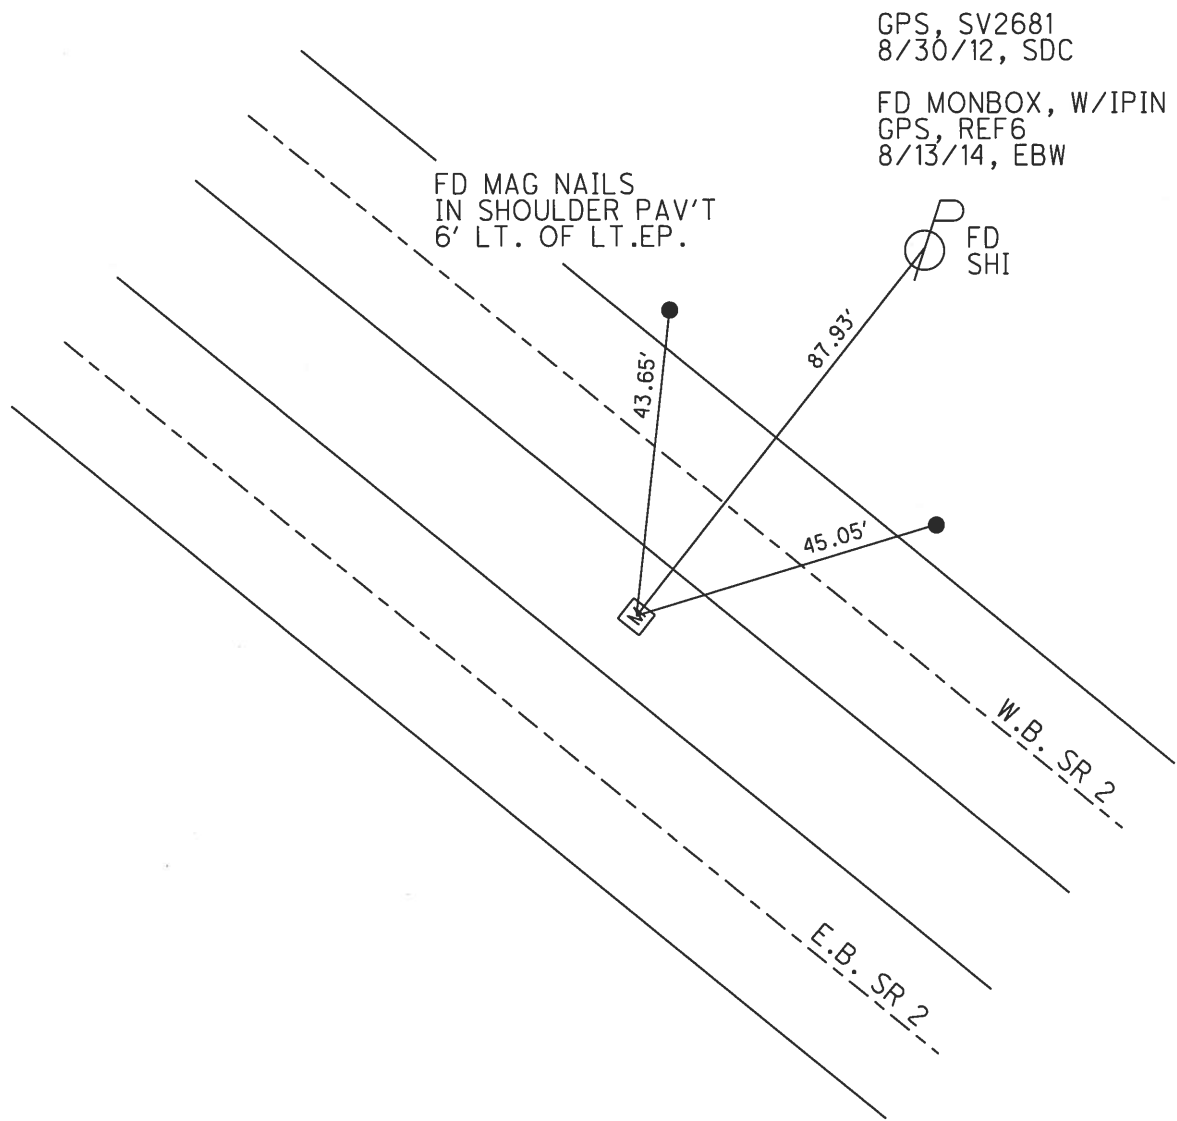 GPS, SV2681
8/30/12, SDC
FD MONBOX, W/IPIN
GPS, REF6
8/13/14, EBW
FD MAG NAILS
IN SHOULDER PAV'T
6' LT. OF LT.EP.
FD
SHI
87.93'
43.65'
45.05'
M
W.B. SR 2
E.B. SR 2